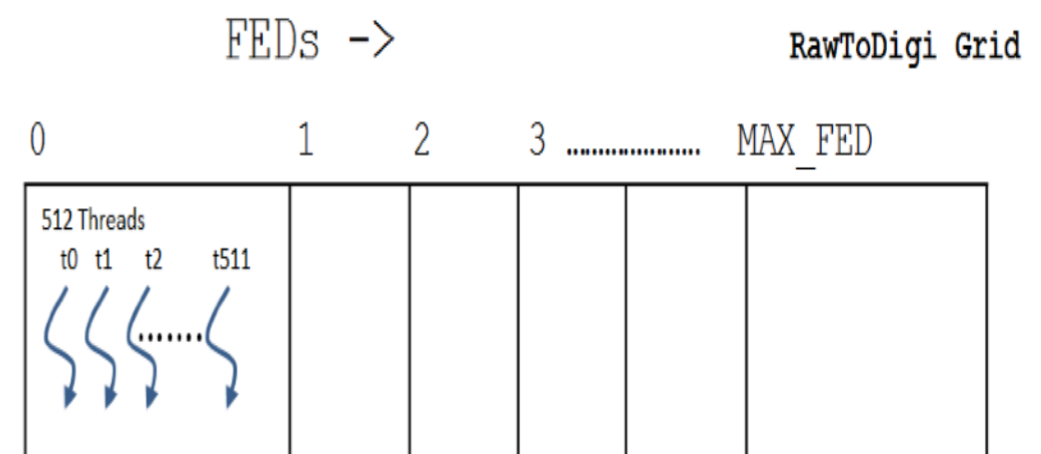 FEDs -> RawToDigi Grid
0 1 2 3 .................... MAX_FED
512 Threads
t0 t1 t2 t511
.......